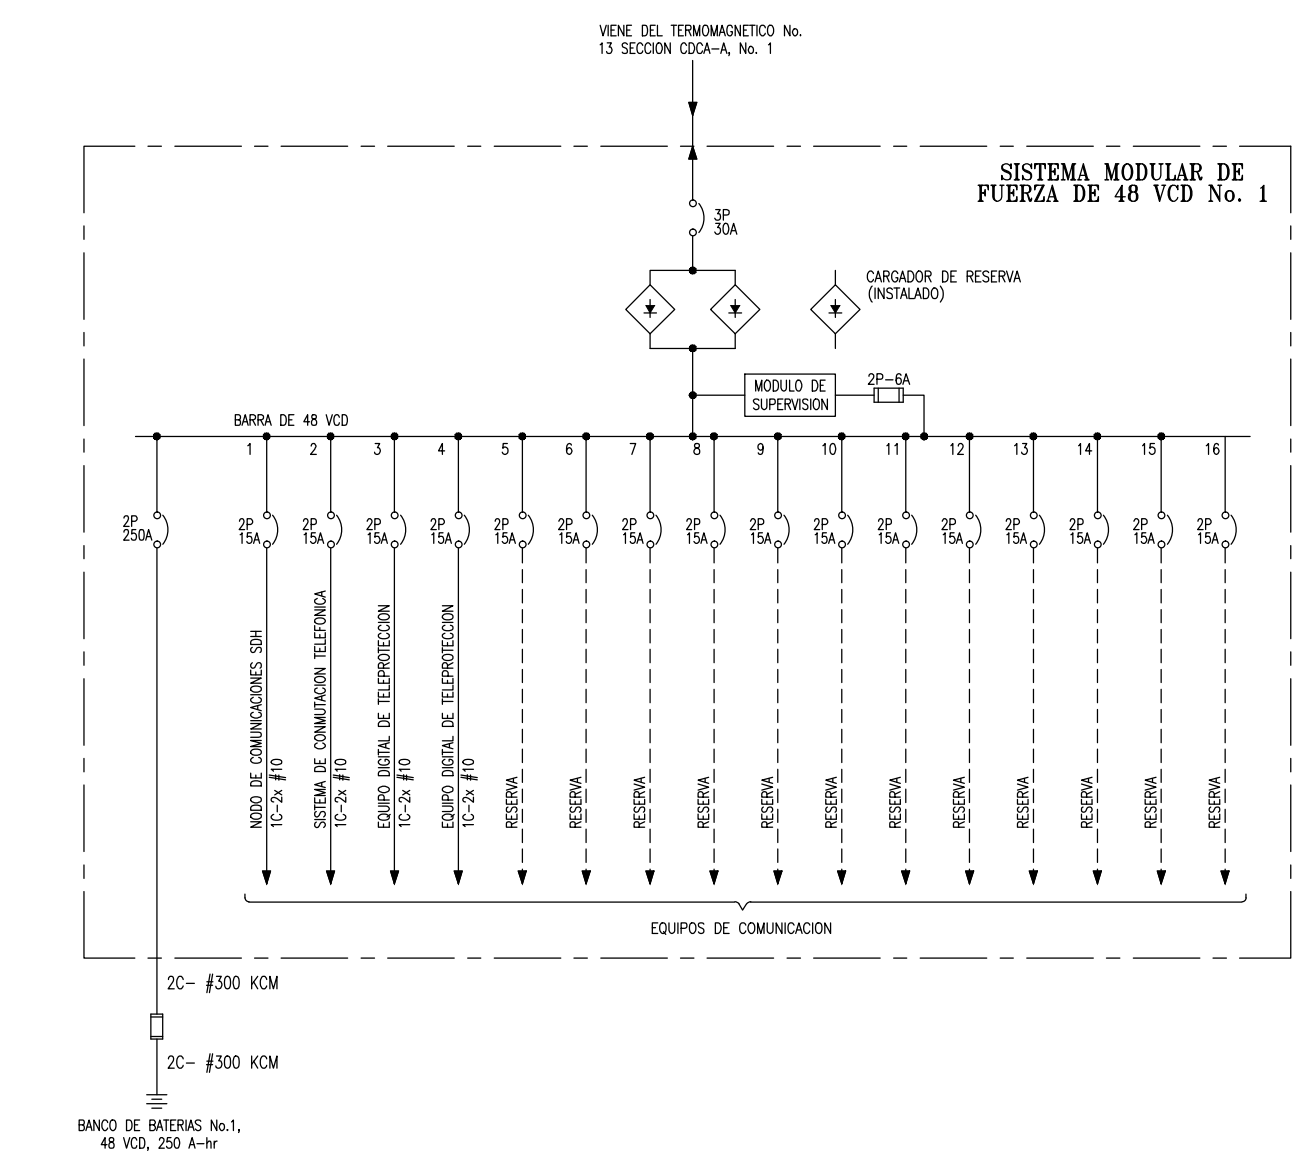 VIENE DEL TERMOMAGNETICO No.
13 SECCION CDCA-A, No. 1
SISTEMA MODULAR DE
FUERZA DE 48 VCD No. 1
3P
30A
CARGADOR DE RESERVA
(INSTALADO)
MODULO DE
SUPERVISION
2P-6A
BARRA DE 48 VCD
1
2
3
4
5
6
7
8
9
10
11
12
13
14
15
16
2P
250A
2P
15A
2P
15A
2P
15A
2P
15A
2P
15A
2P
15A
2P
15A
2P
15A
2P
15A
2P
15A
2P
15A
2P
15A
2P
15A
2P
15A
2P
15A
2P
15A
NODO DE COMUNICACIONES SDH
1C-2x #10
SISTEMA DE CONMUTACION TELEFONICA
1C-2x #10
EQUIPO DIGITAL DE TELEPROTECCION
1C-2x #10
EQUIPO DIGITAL DE TELEPROTECCION
1C-2x #10
RESERVA
RESERVA
RESERVA
RESERVA
RESERVA
RESERVA
RESERVA
RESERVA
RESERVA
RESERVA
RESERVA
RESERVA
EQUIPOS DE COMUNICACION
2C- #300 KCM
2C- #300 KCM
BANCO DE BATERIAS No.1,
48 VCD, 250 A-hr